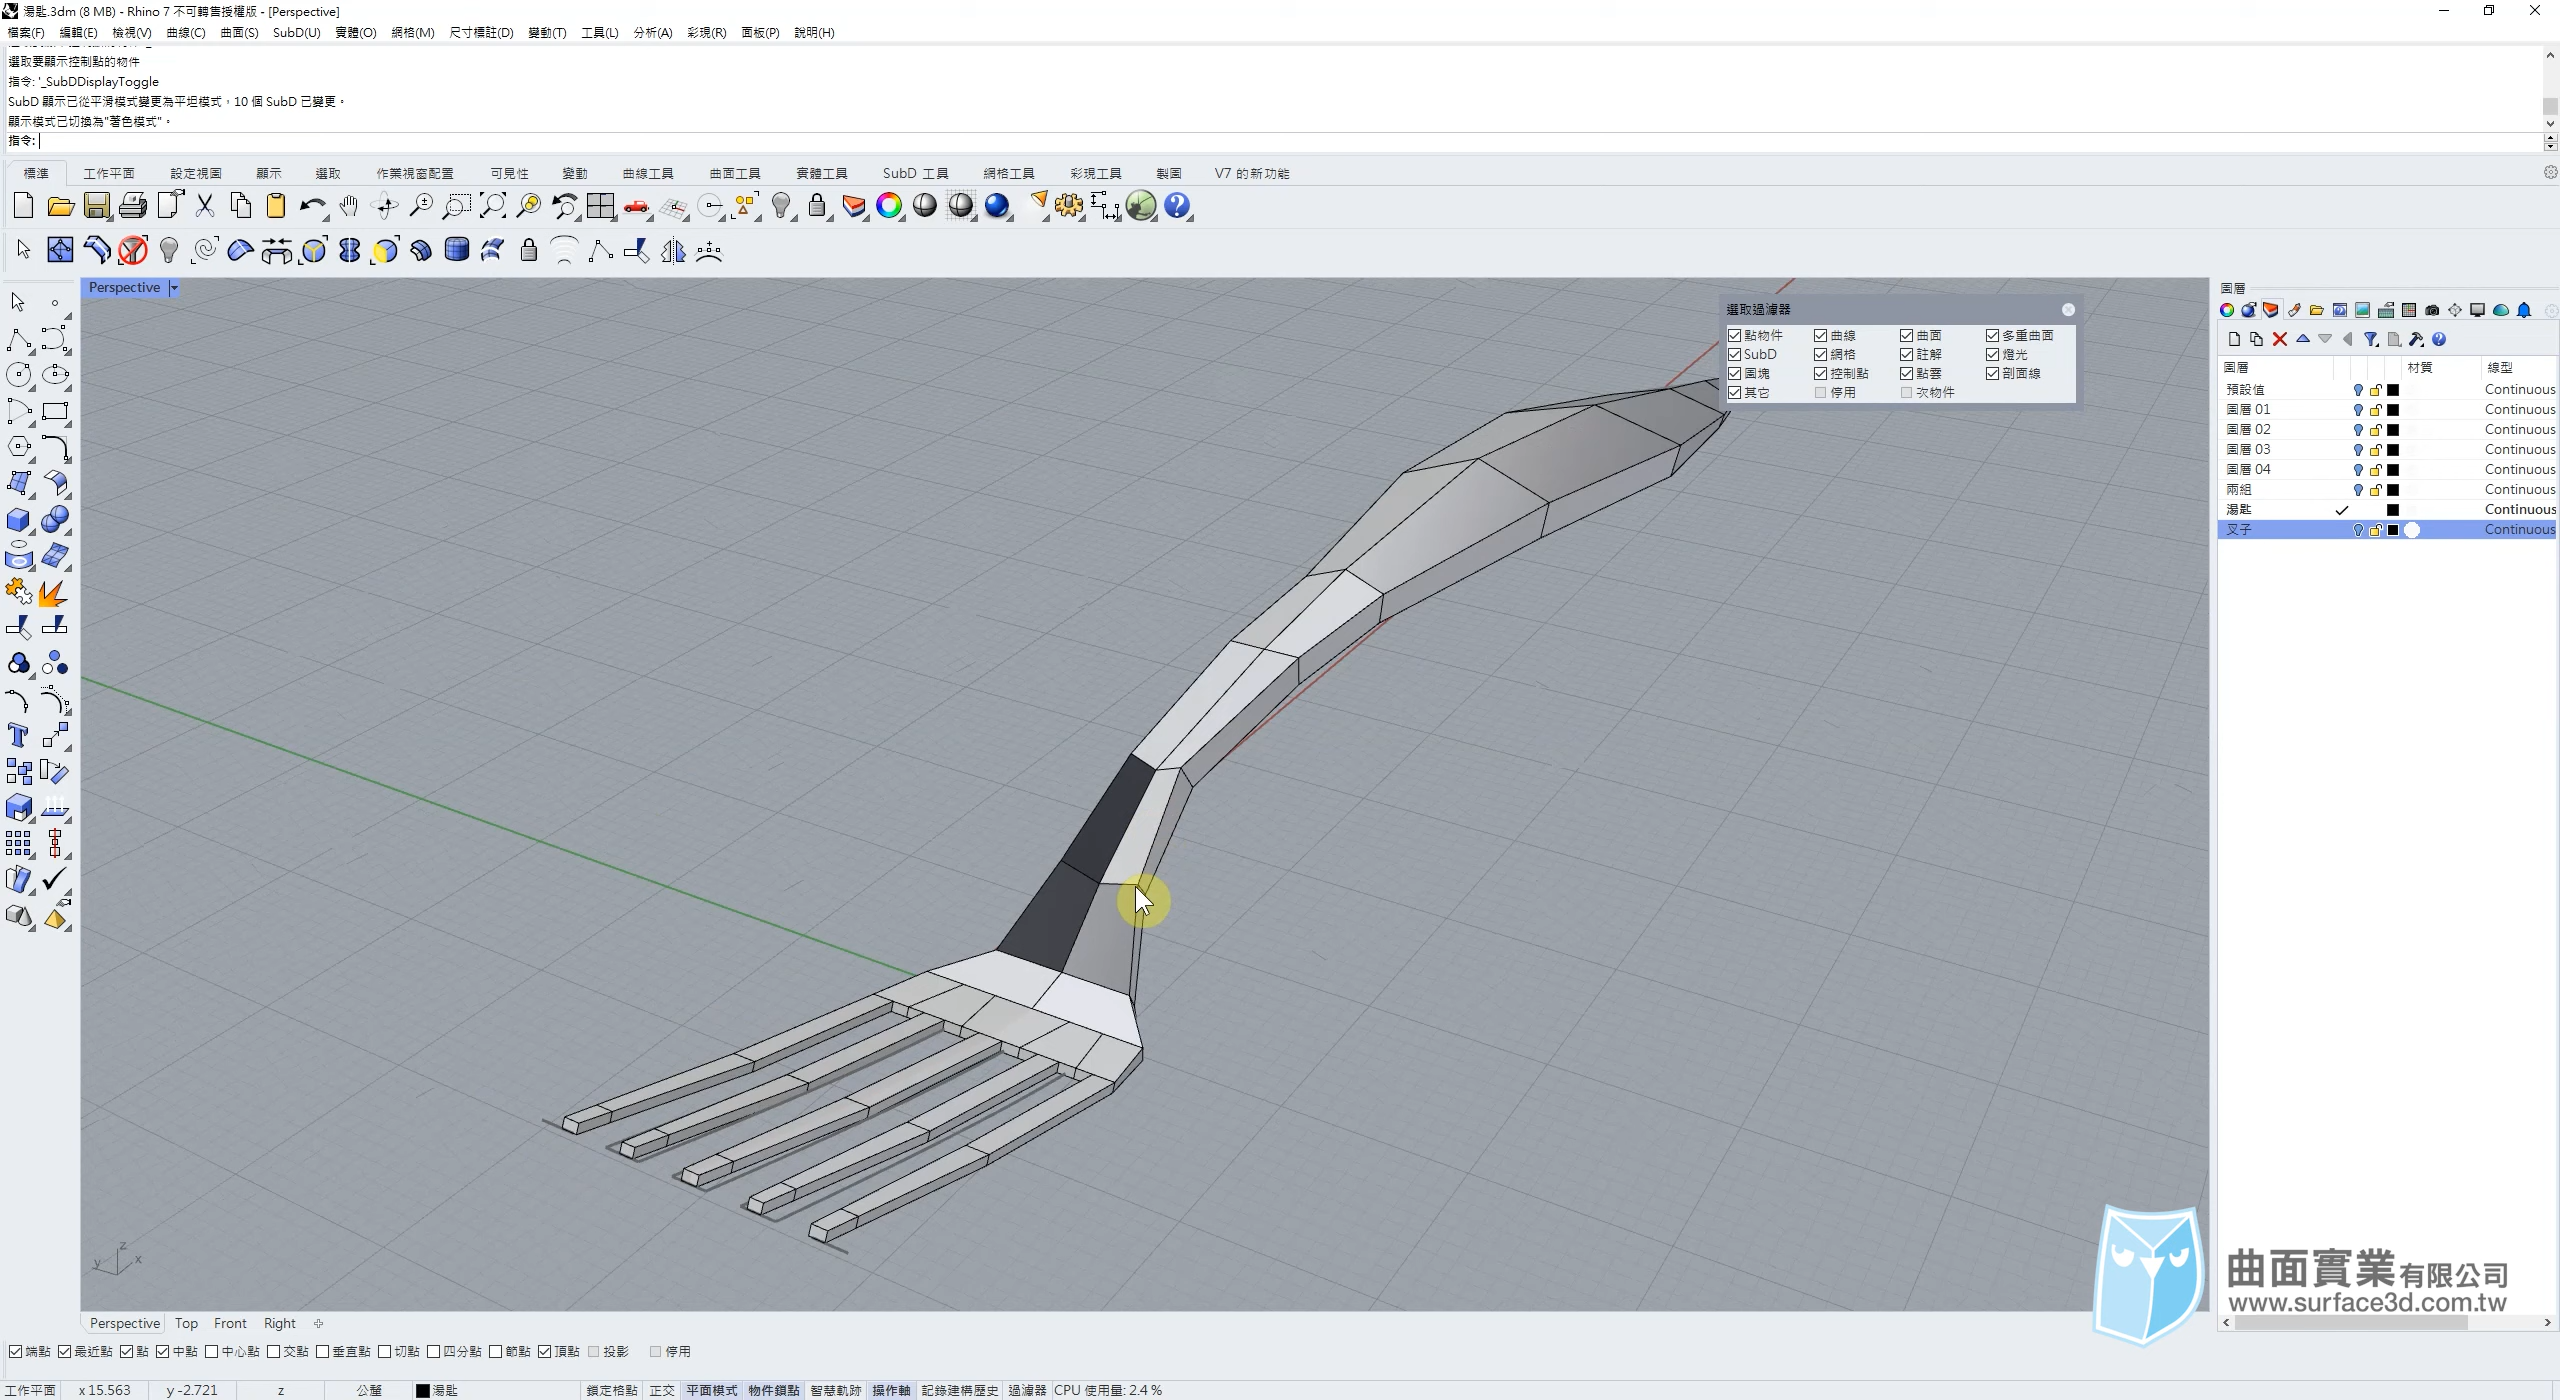 湯匙.3dm (8 MB) - Rhino 7 不可轉售授權版 - [Perspective]
檔案(F) 編輯(E) 檢視(V) 曲線(C) 曲面(S) SubD(U) 實體(O) 網格(M) 尺寸標註(D) 變動(T) 工具(L) 分析(A) 彩現(R) 面板(P) 說明(H)
選取要顯示控制點的物件
指令: '_SubDDisplayToggle
SubD 顯示已從平滑模式變更為平坦模式，10 個 SubD 已變更。
顯示模式已切換為"著色模式"。
指令:
標準 工作平面 設定視圖 顯示 選取 作業視窗配置 可見性 變動 曲線工具 曲面工具 實體工具 SubD 工具 網格工具 彩現工具 製圖 V7 的新功能
Perspective
選取過濾器
點物件 曲線 曲面 多重曲面
SubD 網格 註解 燈光
圖塊 控制點 點雲 剖面線
其它 停用 次物件
圖層
圖層 材質 線型
預設值 Continuous
圖層 01 Continuous
圖層 02 Continuous
圖層 03 Continuous
圖層 04 Continuous
兩組 Continuous
湯匙 Continuous
叉子 Continuous
z
y x
曲面實業有限公司
www.surface3d.com.tw
Perspective Top Front Right
端點 最近點 點 中點 中心點 交點 垂直點 切點 四分點 節點 頂點 投影 停用
工作平面 x 15.563 y -2.721 z 公釐 湯匙 鎖定格點 正交 平面模式 物件鎖點 智慧軌跡 操作軸 記錄建構歷史 過濾器 CPU 使用量: 2.4 %